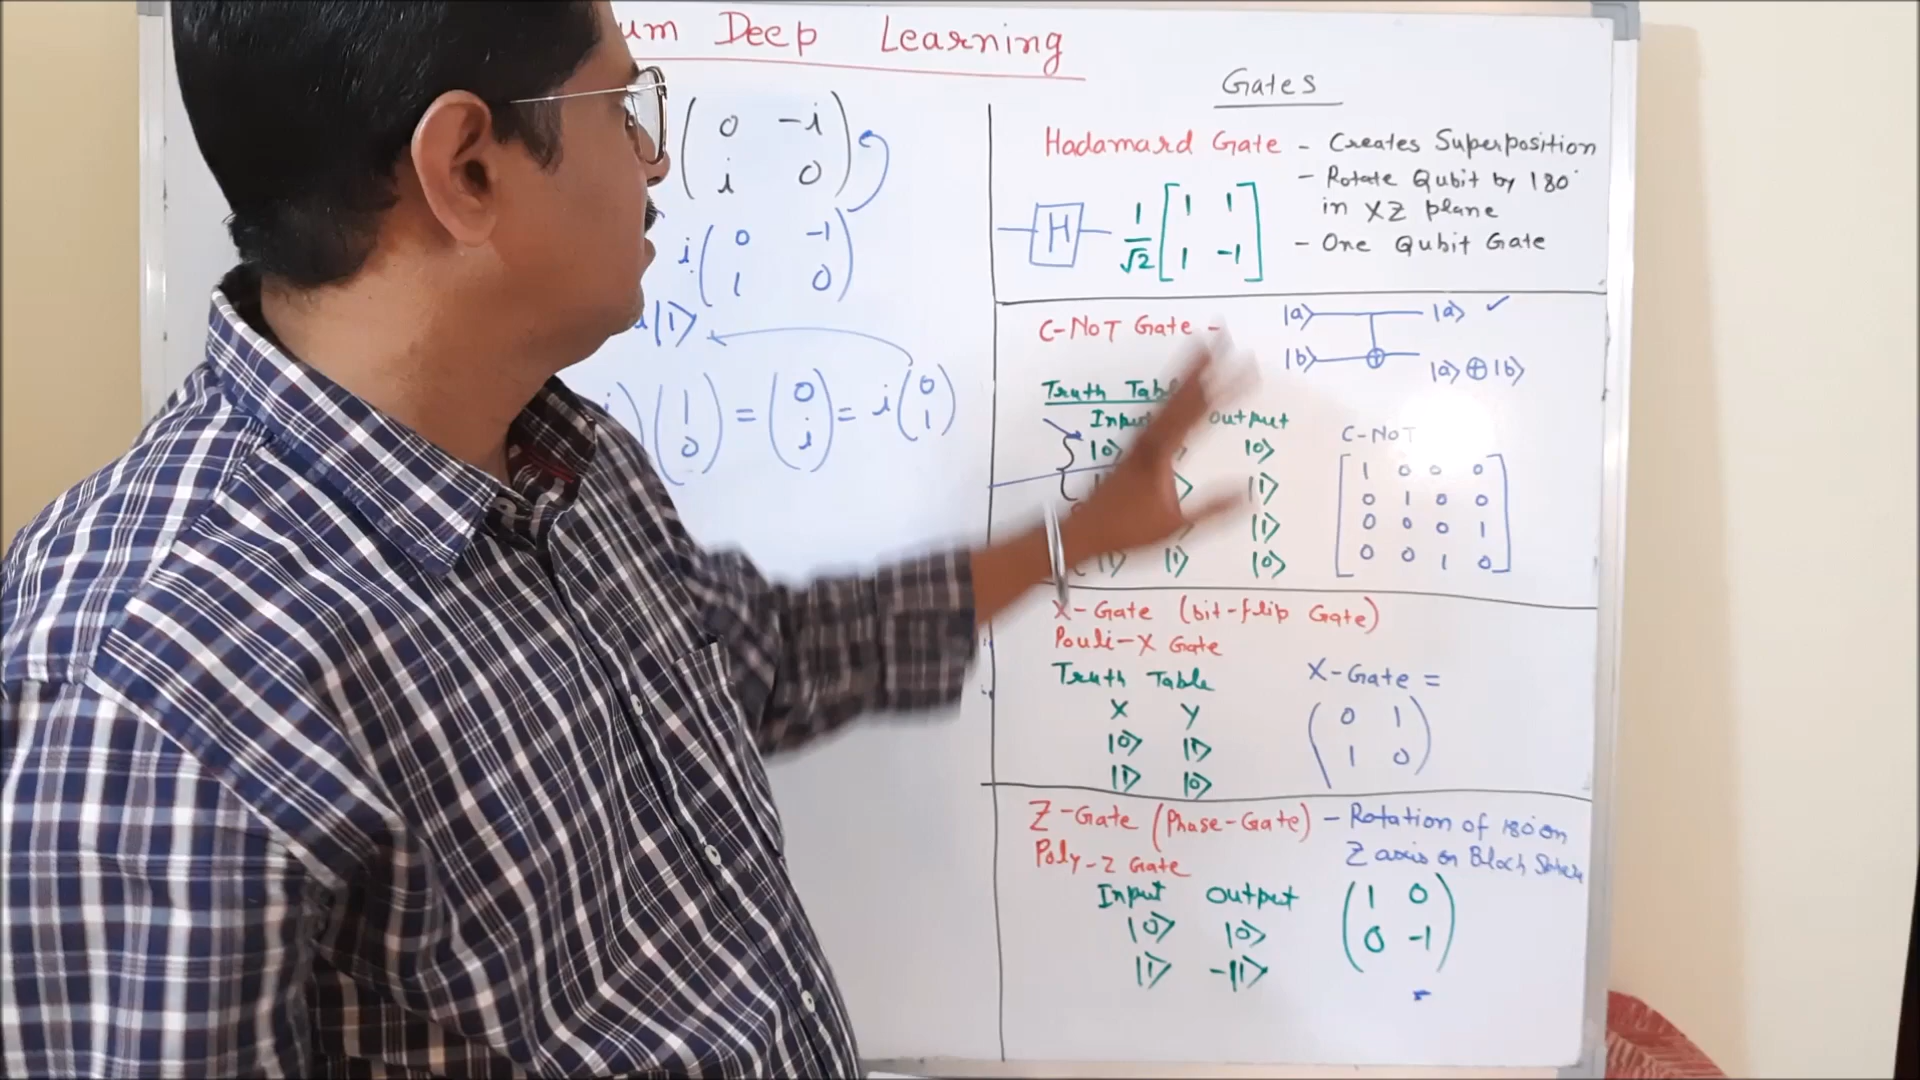 um Deep Learning
( 0 -i
i 0 )
i ( 0 -1
1 0 )
|1>
( 1
0 ) = ( 0
i ) = i ( 0
1 )
Gates
Hadamard Gate - Creates Superposition
- Rotate Qubit by 180°
in XZ plane
- One Qubit Gate
H 1/√2 [ 1 1
1 -1 ]
C-NOT Gate -
|a> |a> ✓
|b> ⊕ |a> ⊕ |b>
Truth Tab
Input Output
|0> |0>
|1>
|1>
|1> |1> |0>
C-NOT
[ 1 0 0 0
0 1 0 0
0 0 0 1
0 0 1 0 ]
X-Gate (bit-flip Gate)
Pouli-X Gate
Truth Table
X Y
|0> |1>
|1> |0>
X-Gate =
( 0 1
1 0 )
Z-Gate (Phase-Gate) - Rotation of 180 on
Z axis on Bloch
Poly-Z Gate
Input Output
|0> |0>
|1> -|1>
( 1 0
0 -1 )